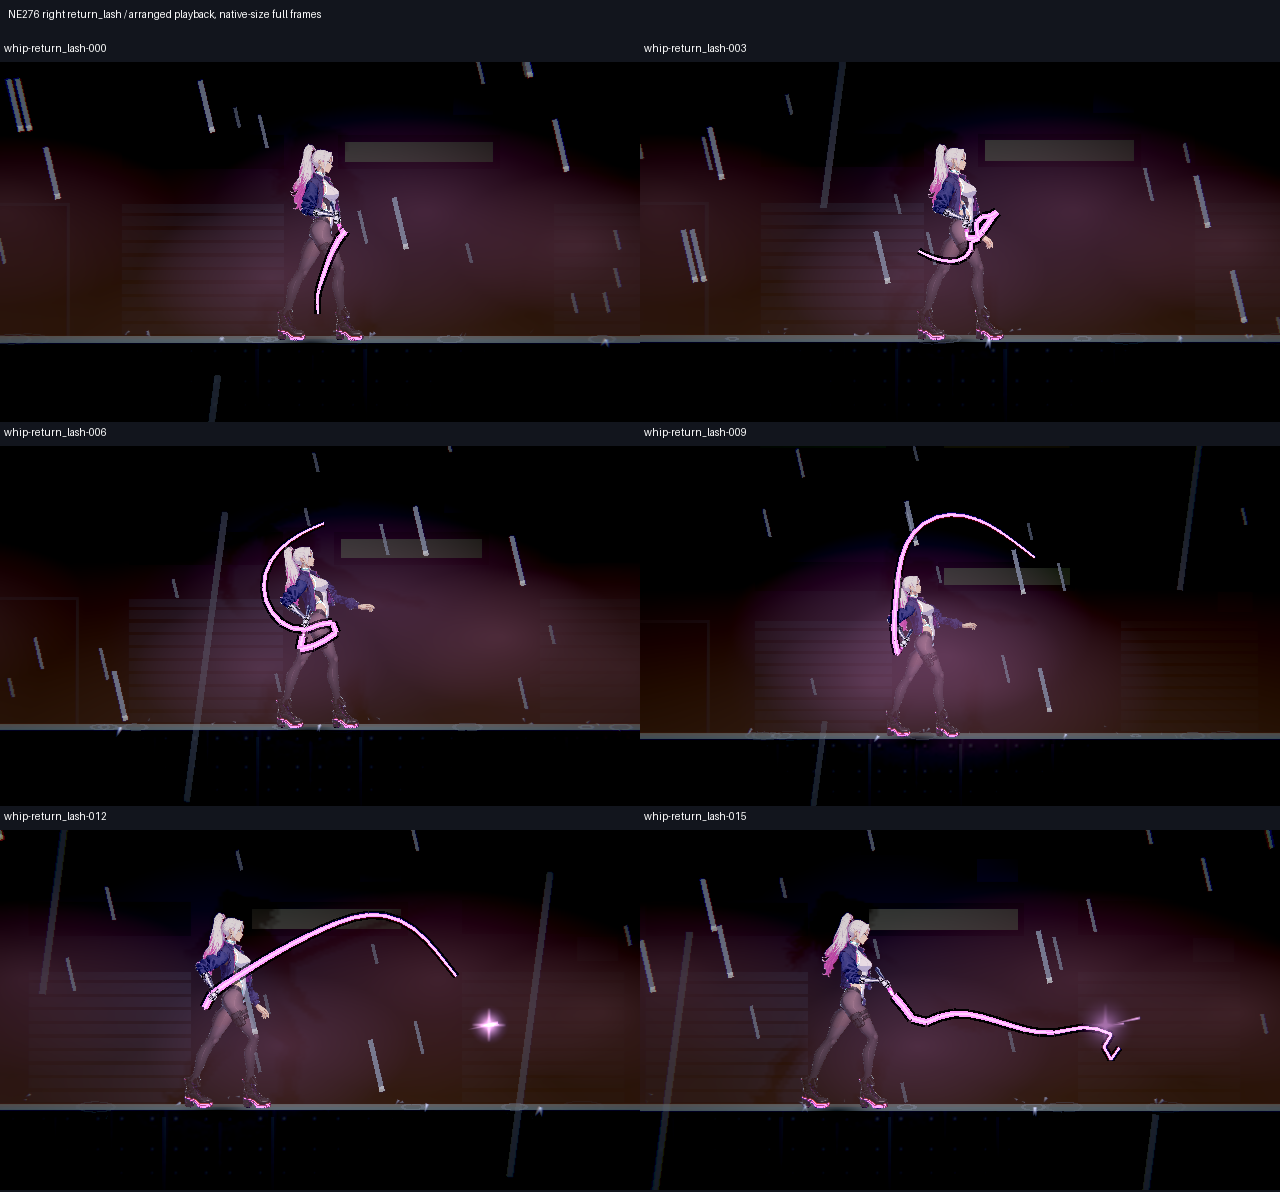 NE276 right return_lash / arranged playback, native-size full frames
whip-return_lash-000
whip-return_lash-003
whip-return_lash-006
whip-return_lash-009
whip-return_lash-012
whip-return_lash-015